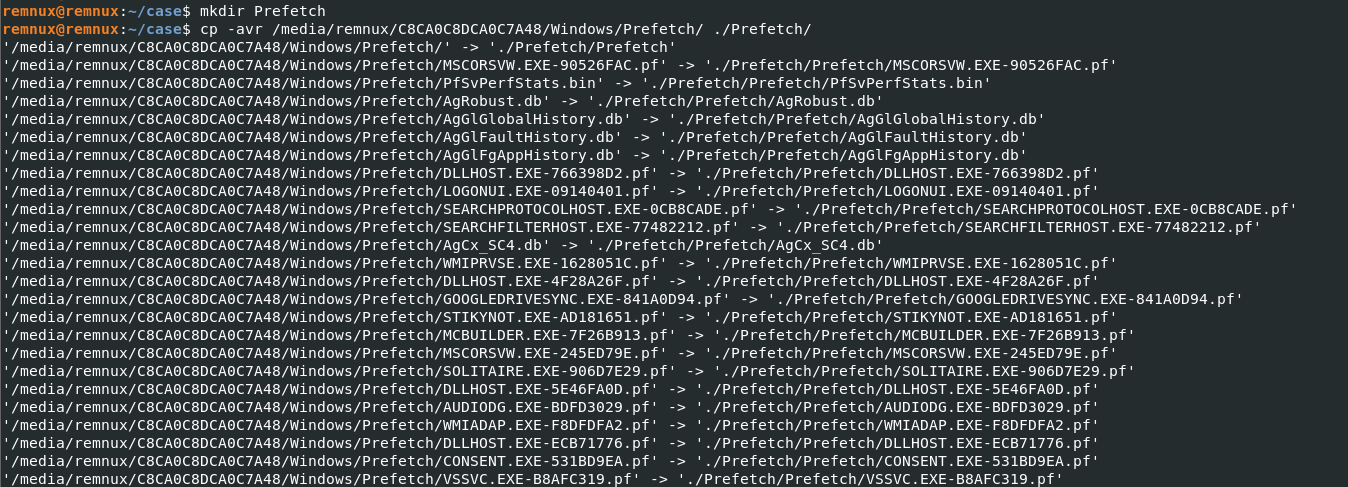 remnux@remnux:~/case$ mkdir Prefetch
remnux@remnux:~/case$ cp -avr /media/remnux/C8CA0C8DCA0C7A48/Windows/Prefetch/ ./Prefetch/
'/media/remnux/C8CA0C8DCA0C7A48/Windows/Prefetch/' -> './Prefetch/Prefetch'
'/media/remnux/C8CA0C8DCA0C7A48/Windows/Prefetch/MSCORSVW.EXE-90526FAC.pf' -> './Prefetch/Prefetch/MSCORSVW.EXE-90526FAC.pf'
'/media/remnux/C8CA0C8DCA0C7A48/Windows/Prefetch/PfSvPerfStats.bin' -> './Prefetch/Prefetch/PfSvPerfStats.bin'
'/media/remnux/C8CA0C8DCA0C7A48/Windows/Prefetch/AgRobust.db' -> './Prefetch/Prefetch/AgRobust.db'
'/media/remnux/C8CA0C8DCA0C7A48/Windows/Prefetch/AgGlGlobalHistory.db' -> './Prefetch/Prefetch/AgGlGlobalHistory.db'
'/media/remnux/C8CA0C8DCA0C7A48/Windows/Prefetch/AgGlFaultHistory.db' -> './Prefetch/Prefetch/AgGlFaultHistory.db'
'/media/remnux/C8CA0C8DCA0C7A48/Windows/Prefetch/AgGlFgAppHistory.db' -> './Prefetch/Prefetch/AgGlFgAppHistory.db'
'/media/remnux/C8CA0C8DCA0C7A48/Windows/Prefetch/DLLHOST.EXE-766398D2.pf' -> './Prefetch/Prefetch/DLLHOST.EXE-766398D2.pf'
'/media/remnux/C8CA0C8DCA0C7A48/Windows/Prefetch/LOGONUI.EXE-09140401.pf' -> './Prefetch/Prefetch/LOGONUI.EXE-09140401.pf'
'/media/remnux/C8CA0C8DCA0C7A48/Windows/Prefetch/SEARCHPROTOCOLHOST.EXE-0CB8CADE.pf' -> './Prefetch/Prefetch/SEARCHPROTOCOLHOST.EXE-0CB8CADE.pf'
'/media/remnux/C8CA0C8DCA0C7A48/Windows/Prefetch/SEARCHFILTERHOST.EXE-77482212.pf' -> './Prefetch/Prefetch/SEARCHFILTERHOST.EXE-77482212.pf'
'/media/remnux/C8CA0C8DCA0C7A48/Windows/Prefetch/AgCx_SC4.db' -> './Prefetch/Prefetch/AgCx_SC4.db'
'/media/remnux/C8CA0C8DCA0C7A48/Windows/Prefetch/WMIPRVSE.EXE-1628051C.pf' -> './Prefetch/Prefetch/WMIPRVSE.EXE-1628051C.pf'
'/media/remnux/C8CA0C8DCA0C7A48/Windows/Prefetch/DLLHOST.EXE-4F28A26F.pf' -> './Prefetch/Prefetch/DLLHOST.EXE-4F28A26F.pf'
'/media/remnux/C8CA0C8DCA0C7A48/Windows/Prefetch/GOOGLEDRIVESYNC.EXE-841A0D94.pf' -> './Prefetch/Prefetch/GOOGLEDRIVESYNC.EXE-841A0D94.pf'
'/media/remnux/C8CA0C8DCA0C7A48/Windows/Prefetch/STIKYNOT.EXE-AD181651.pf' -> './Prefetch/Prefetch/STIKYNOT.EXE-AD181651.pf'
'/media/remnux/C8CA0C8DCA0C7A48/Windows/Prefetch/MCBUILDER.EXE-7F26B913.pf' -> './Prefetch/Prefetch/MCBUILDER.EXE-7F26B913.pf'
'/media/remnux/C8CA0C8DCA0C7A48/Windows/Prefetch/MSCORSVW.EXE-245ED79E.pf' -> './Prefetch/Prefetch/MSCORSVW.EXE-245ED79E.pf'
'/media/remnux/C8CA0C8DCA0C7A48/Windows/Prefetch/SOLITAIRE.EXE-906D7E29.pf' -> './Prefetch/Prefetch/SOLITAIRE.EXE-906D7E29.pf'
'/media/remnux/C8CA0C8DCA0C7A48/Windows/Prefetch/DLLHOST.EXE-5E46FA0D.pf' -> './Prefetch/Prefetch/DLLHOST.EXE-5E46FA0D.pf'
'/media/remnux/C8CA0C8DCA0C7A48/Windows/Prefetch/AUDIODG.EXE-BDFD3029.pf' -> './Prefetch/Prefetch/AUDIODG.EXE-BDFD3029.pf'
'/media/remnux/C8CA0C8DCA0C7A48/Windows/Prefetch/WMIADAP.EXE-F8DFDFA2.pf' -> './Prefetch/Prefetch/WMIADAP.EXE-F8DFDFA2.pf'
'/media/remnux/C8CA0C8DCA0C7A48/Windows/Prefetch/DLLHOST.EXE-ECB71776.pf' -> './Prefetch/Prefetch/DLLHOST.EXE-ECB71776.pf'
'/media/remnux/C8CA0C8DCA0C7A48/Windows/Prefetch/CONSENT.EXE-531BD9EA.pf' -> './Prefetch/Prefetch/CONSENT.EXE-531BD9EA.pf'
'/media/remnux/C8CA0C8DCA0C7A48/Windows/Prefetch/VSSVC.EXE-B8AFC319.pf' -> './Prefetch/Prefetch/VSSVC.EXE-B8AFC319.pf'